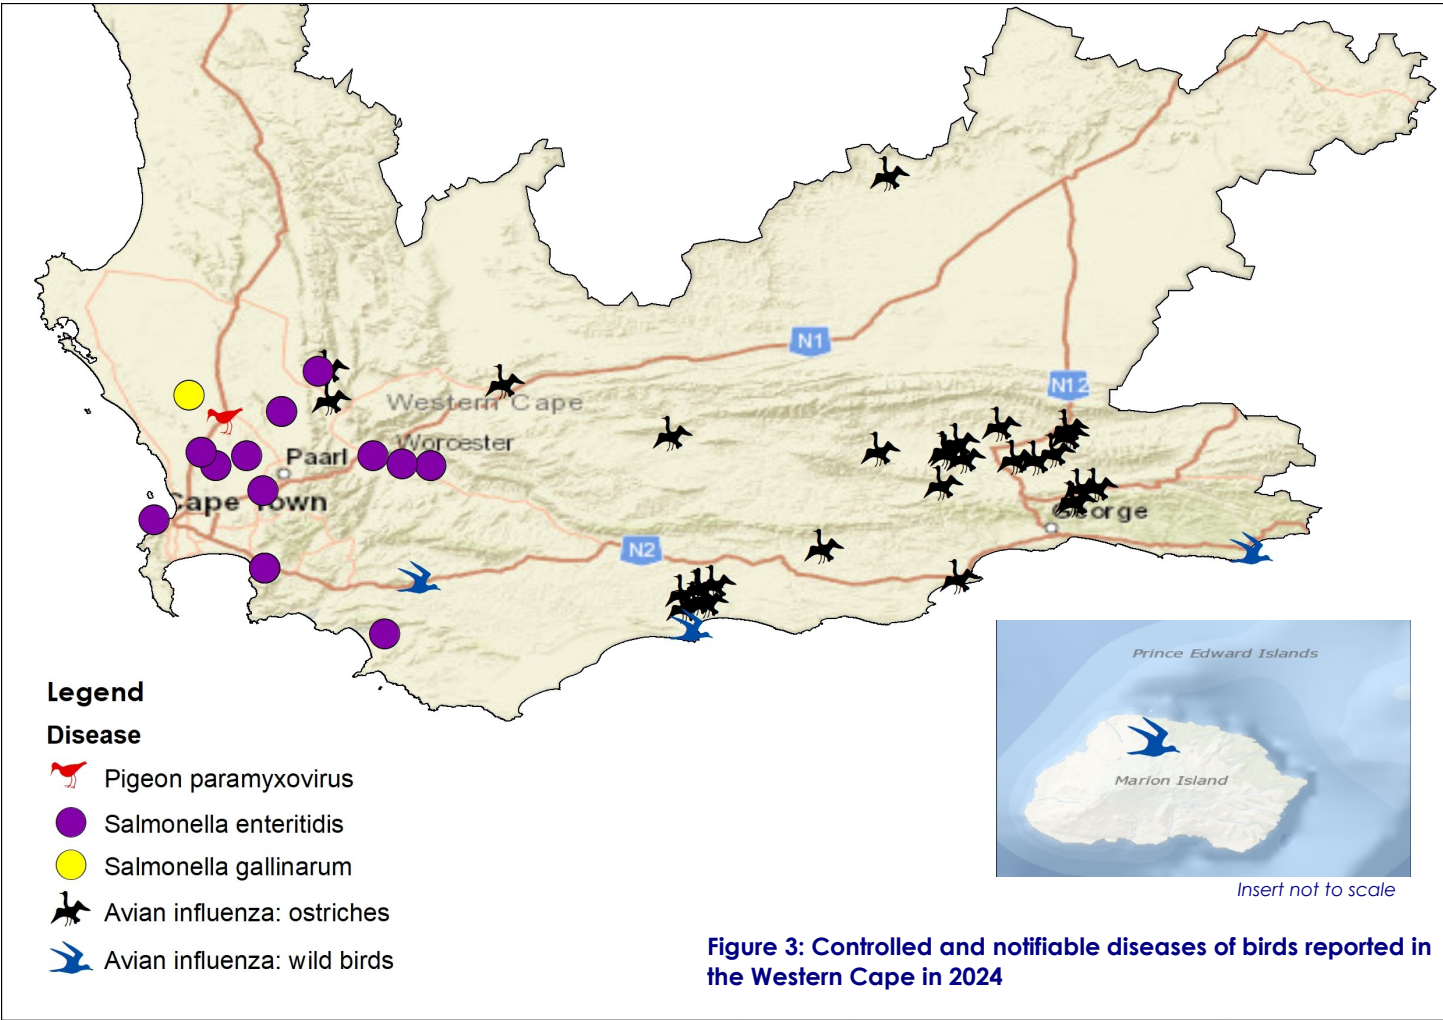 N1
N12
Western Cape
Worcester
Paarl
Cape Town
George
N2
Prince Edward Islands
Marion Island
Insert not to scale
Legend
Disease
Pigeon paramyxovirus
Salmonella enteritidis
Salmonella gallinarum
Avian influenza: ostriches
Avian influenza: wild birds
Figure 3: Controlled and notifiable diseases of birds reported in
the Western Cape in 2024